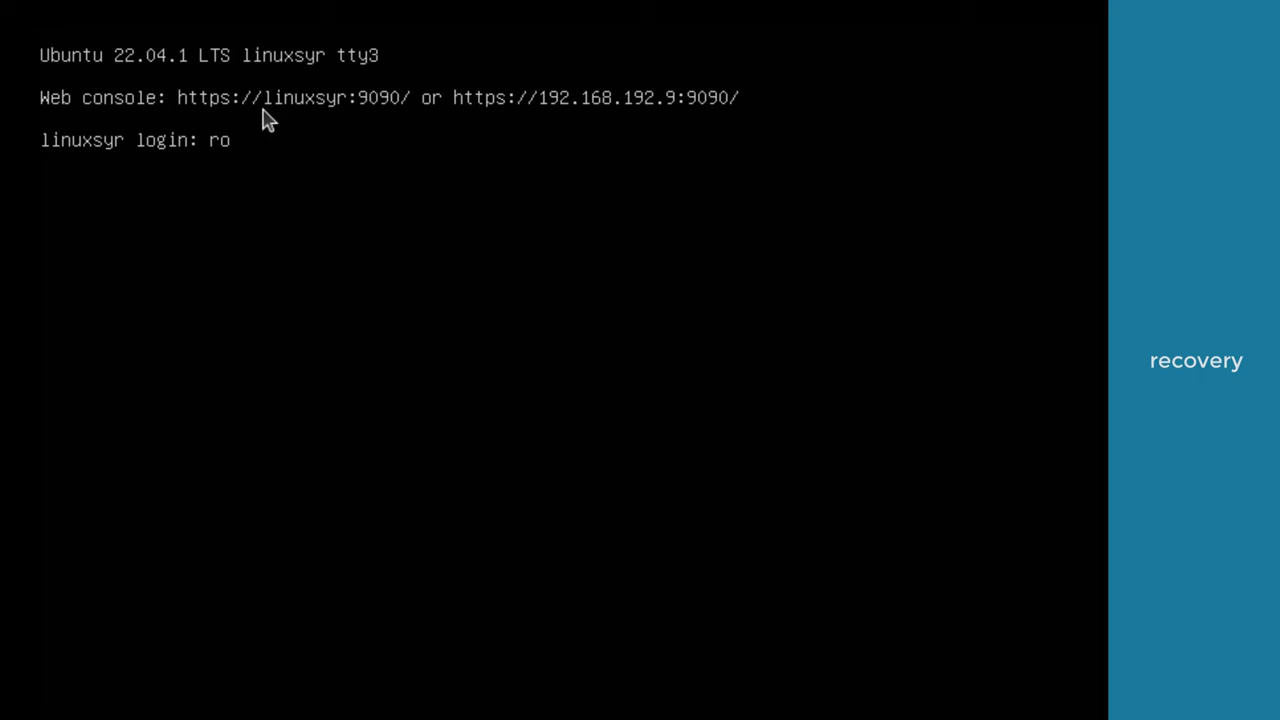 Ubuntu 22.04.1 LTS linuxsyr tty3
Web console: https://linuxsyr:9090/ or https://192.168.192.9:9090/
linuxsyr login: ro
recovery